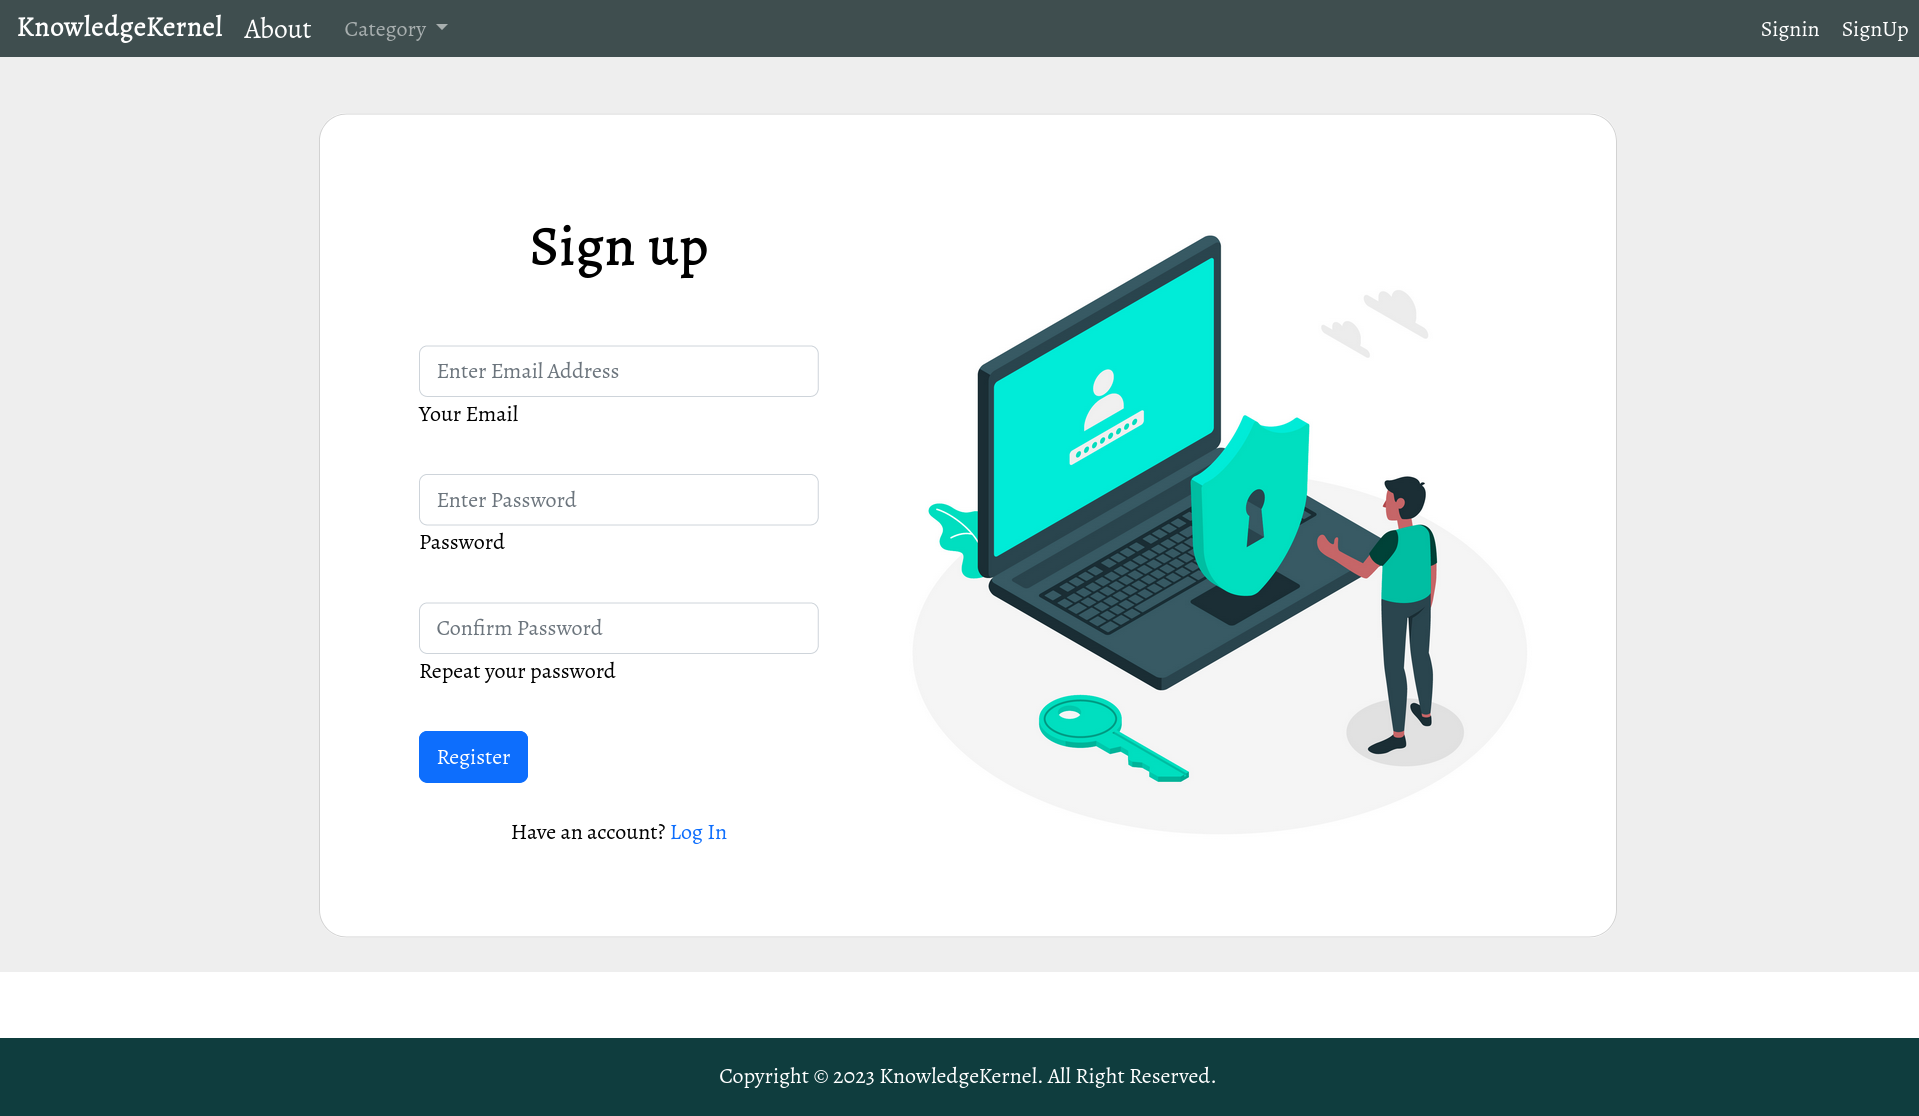 KnowledgeKernel About Category Signin SignUp
Sign up
Enter Email Address
Your Email
Enter Password
Password
Confirm Password
Repeat your password
Register
Have an account? Log In
Copyright © 2023 KnowledgeKernel. All Right Reserved.